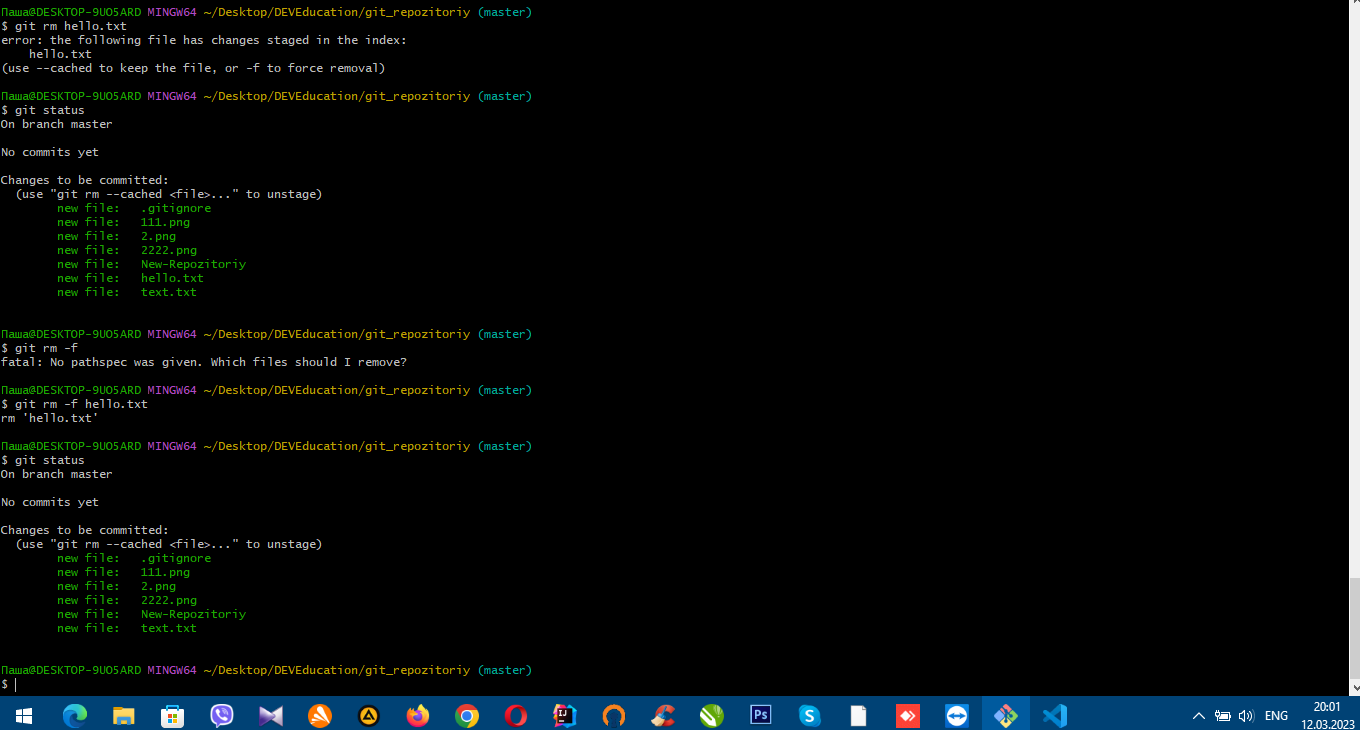 Паша@DESKTOP-9UO5ARD MINGW64 ~/Desktop/DEVEducation/git_repozitoriy (master)
$ git rm hello.txt
error: the following file has changes staged in the index:
    hello.txt
(use --cached to keep the file, or -f to force removal)
Паша@DESKTOP-9UO5ARD MINGW64 ~/Desktop/DEVEducation/git_repozitoriy (master)
$ git status
On branch master
No commits yet
Changes to be committed:
  (use "git rm --cached <file>..." to unstage)
        new file:   .gitignore
        new file:   111.png
        new file:   2.png
        new file:   2222.png
        new file:   New-Repozitoriy
        new file:   hello.txt
        new file:   text.txt
Паша@DESKTOP-9UO5ARD MINGW64 ~/Desktop/DEVEducation/git_repozitoriy (master)
$ git rm -f
fatal: No pathspec was given. Which files should I remove?
Паша@DESKTOP-9UO5ARD MINGW64 ~/Desktop/DEVEducation/git_repozitoriy (master)
$ git rm -f hello.txt
rm 'hello.txt'
Паша@DESKTOP-9UO5ARD MINGW64 ~/Desktop/DEVEducation/git_repozitoriy (master)
$ git status
On branch master
No commits yet
Changes to be committed:
  (use "git rm --cached <file>..." to unstage)
        new file:   .gitignore
        new file:   111.png
        new file:   2.png
        new file:   2222.png
        new file:   New-Repozitoriy
        new file:   text.txt
Паша@DESKTOP-9UO5ARD MINGW64 ~/Desktop/DEVEducation/git_repozitoriy (master)
$
IJ
Ps
S
ENG
20:01
12.03.2023